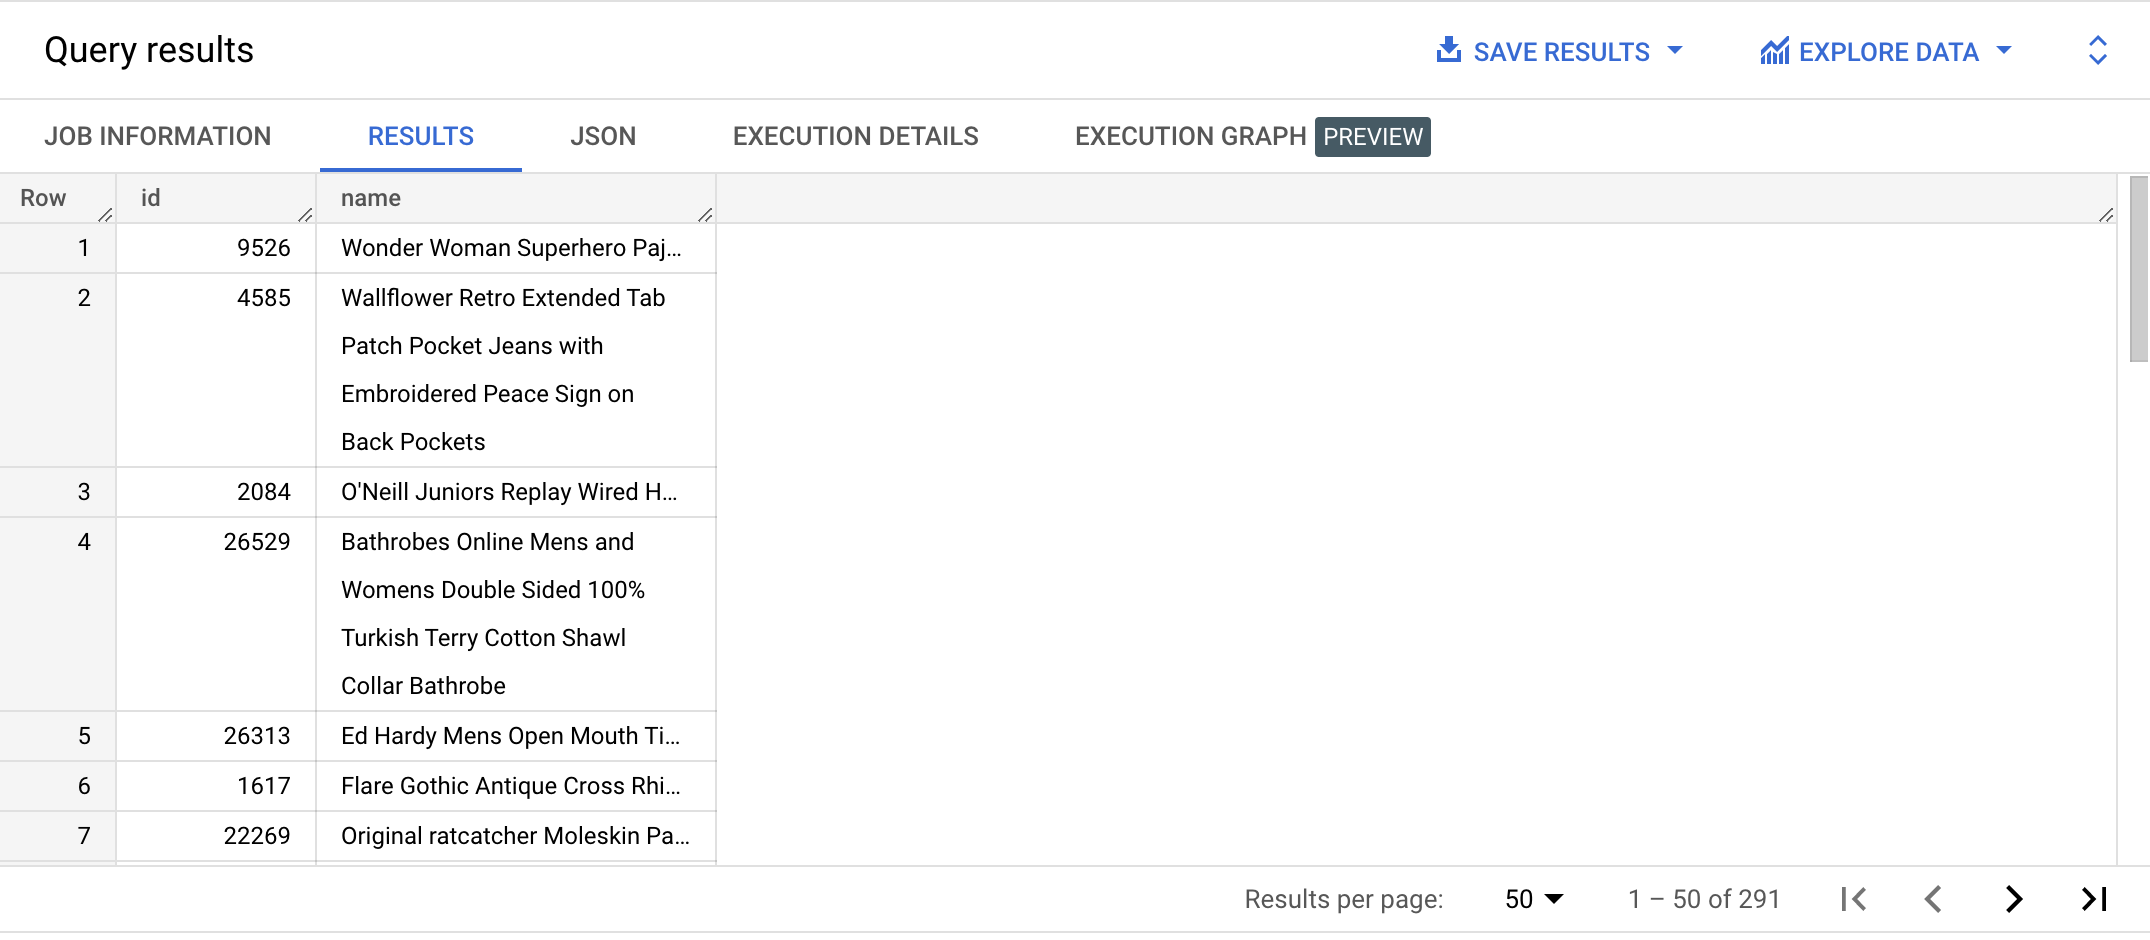 Query results
SAVE RESULTS
EXPLORE DATA
JOB INFORMATION RESULTS JSON EXECUTION DETAILS EXECUTION GRAPH PREVIEW
Row id name
1 9526 Wonder Woman Superhero Paj...
2 4585 Wallflower Retro Extended Tab
Patch Pocket Jeans with
Embroidered Peace Sign on
Back Pockets
3 2084 O'Neill Juniors Replay Wired H...
4 26529 Bathrobes Online Mens and
Womens Double Sided 100%
Turkish Terry Cotton Shawl
Collar Bathrobe
5 26313 Ed Hardy Mens Open Mouth Ti...
6 1617 Flare Gothic Antique Cross Rhi...
7 22269 Original ratcatcher Moleskin Pa...
Results per page: 50 1 – 50 of 291